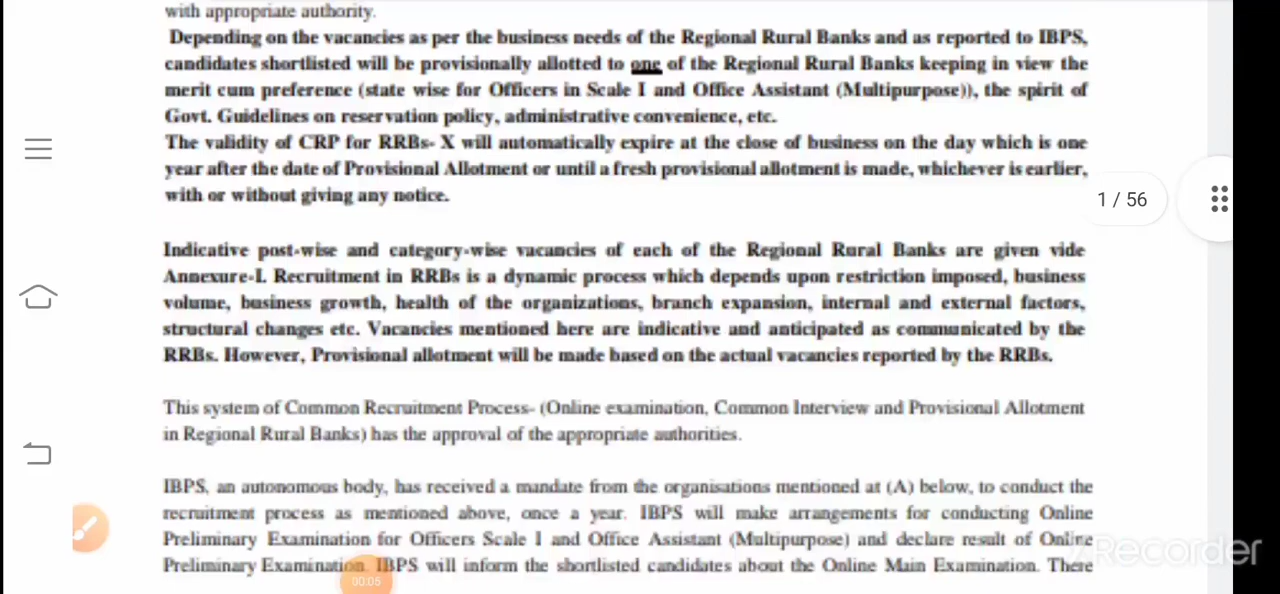 with appropriate authority.
Depending on the vacancies as per the business needs of the Regional Rural Banks and as reported to IBPS,
candidates shortlisted will be provisionally allotted to one of the Regional Rural Banks keeping in view the
merit cum preference (state wise for Officers in Scale I and Office Assistant (Multipurpose)), the spirit of
Govt. Guidelines on reservation policy, administrative convenience, etc.
The validity of CRP for RRBs- X will automatically expire at the close of business on the day which is one
year after the date of Provisional Allotment or until a fresh provisional allotment is made, whichever is earlier,
with or without giving any notice.
1 / 56
Indicative post-wise and category-wise vacancies of each of the Regional Rural Banks are given vide
Annexure-I. Recruitment in RRBs is a dynamic process which depends upon restriction imposed, business
volume, business growth, health of the organizations, branch expansion, internal and external factors,
structural changes etc. Vacancies mentioned here are indicative and anticipated as communicated by the
RRBs. However, Provisional allotment will be made based on the actual vacancies reported by the RRBs.
This system of Common Recruitment Process- (Online examination, Common Interview and Provisional Allotment
in Regional Rural Banks) has the approval of the appropriate authorities.
IBPS, an autonomous body, has received a mandate from the organisations mentioned at (A) below, to conduct the
recruitment process as mentioned above, once a year. IBPS will make arrangements for conducting Online
Preliminary Examination for Officers Scale I and Office Assistant (Multipurpose) and declare result of Online
Preliminary Examination. IBPS will inform the shortlisted candidates about the Online Main Examination. There
00:05
XRecorder